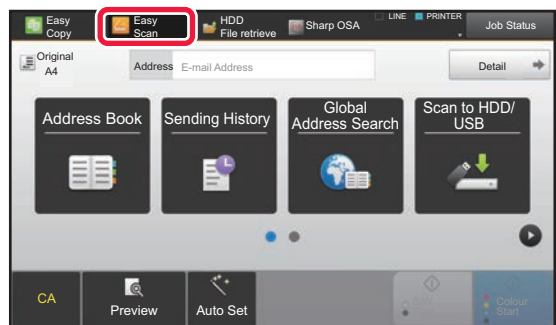 Easy
Copy
Easy
Scan
HDD
File retrieve
Sharp OSA
LINE
PRINTER
Job Status
Original
A4
Address
E-mail Address
Detail
Address Book
Sending History
Global
Address Search
Scan to HDD/
USB
CA
Preview
Auto Set
Colour
Start